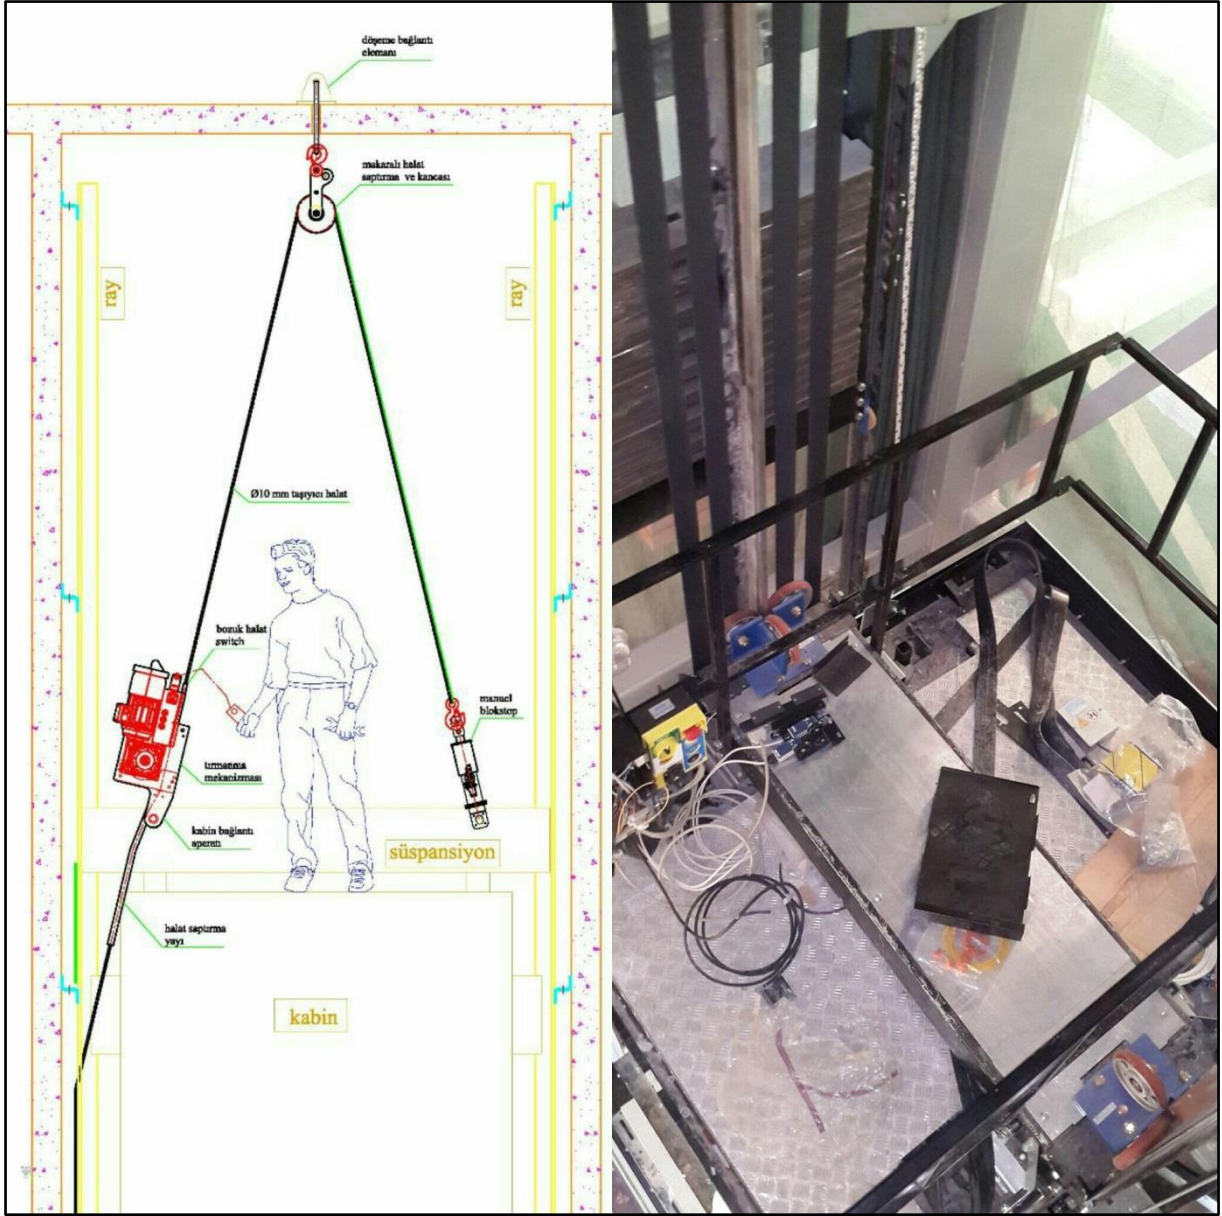 döşeme bağlantı
elemanı
makaralı halat
saptırma ve kancası
ray
ray
Ø10 mm taşıyıcı halat
bozuk halat
switch
manuel
blokstop
tırmanma
mekanizması
kabin bağlantı
aparatı
süspansiyon
halat saptırma
yayı
kabin